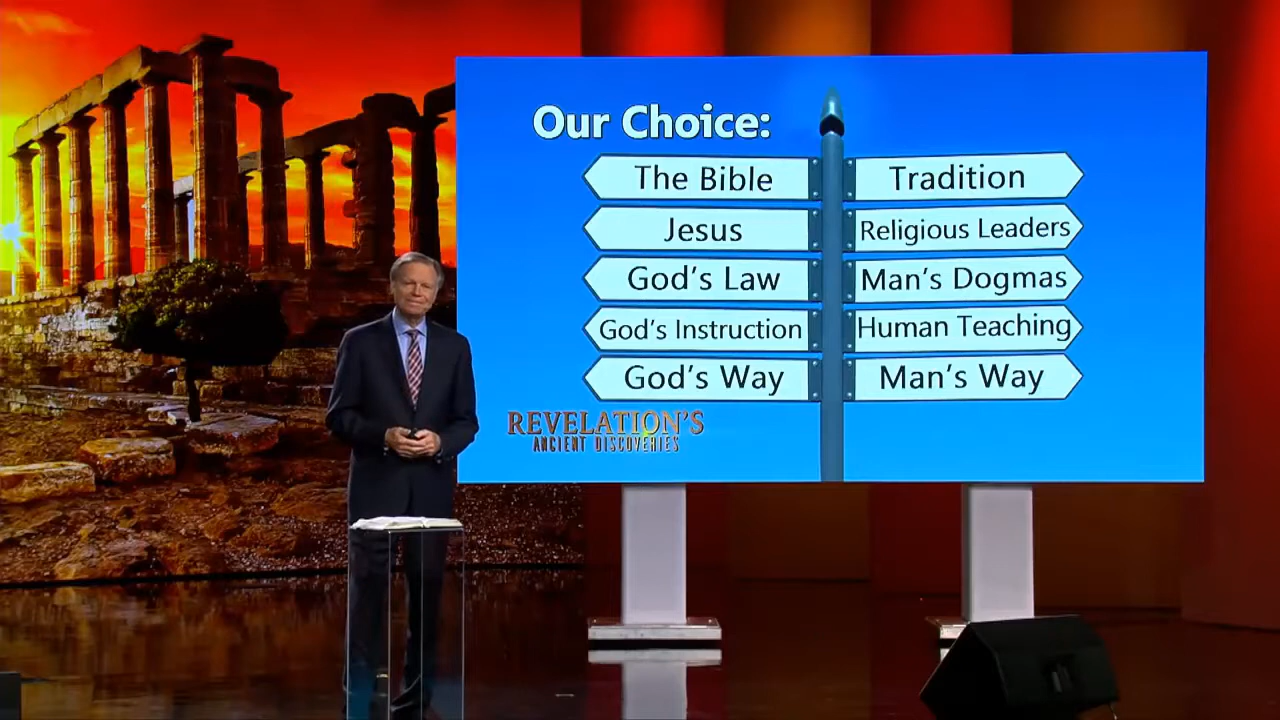 Our Choice:
The Bible
Tradition
Jesus
Religious Leaders
God's Law
Man's Dogmas
God's Instruction
Human Teaching
God's Way
Man's Way
REVELATION'S
ANCIENT DISCOVERIES